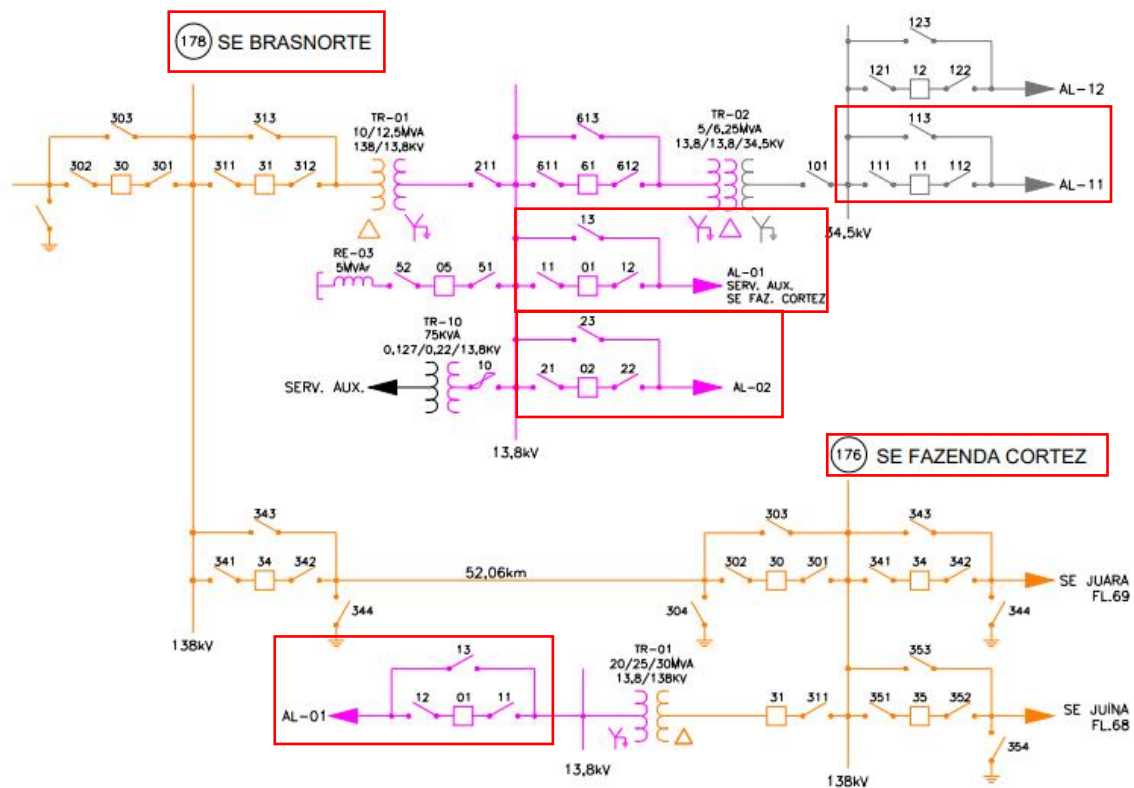 123
178 SE BRASNORTE
121 12 122
AL-12
TR-01
10/12,5MVA
138/13,8KV
TR-02
5/6,25MVA
13,8/13,8/34,5KV
303 313 613 113
302 30 301 311 31 312 211 611 61 612 101 111 11 112
AL-11
34,5kV
13
RE-03
5MVAr
52 05 51 11 01 12
AL-01
SERV. AUX.
SE FAZ. CORTEZ
TR-10
75KVA
0,127/0,22/13,8KV
23
10
21 02 22
SERV. AUX.
AL-02
13,8kV
176 SE FAZENDA CORTEZ
343 303 343
341 34 342 52,06km 302 30 301 341 34 342
SE JUARA
FL.69
344 304 344
138kV
TR-01
20/25/30MVA
13,8/138KV
13 353
12 01 11 31 311 351 35 352
AL-01
SE JUÍNA
FL.68
354
13,8kV
138kV